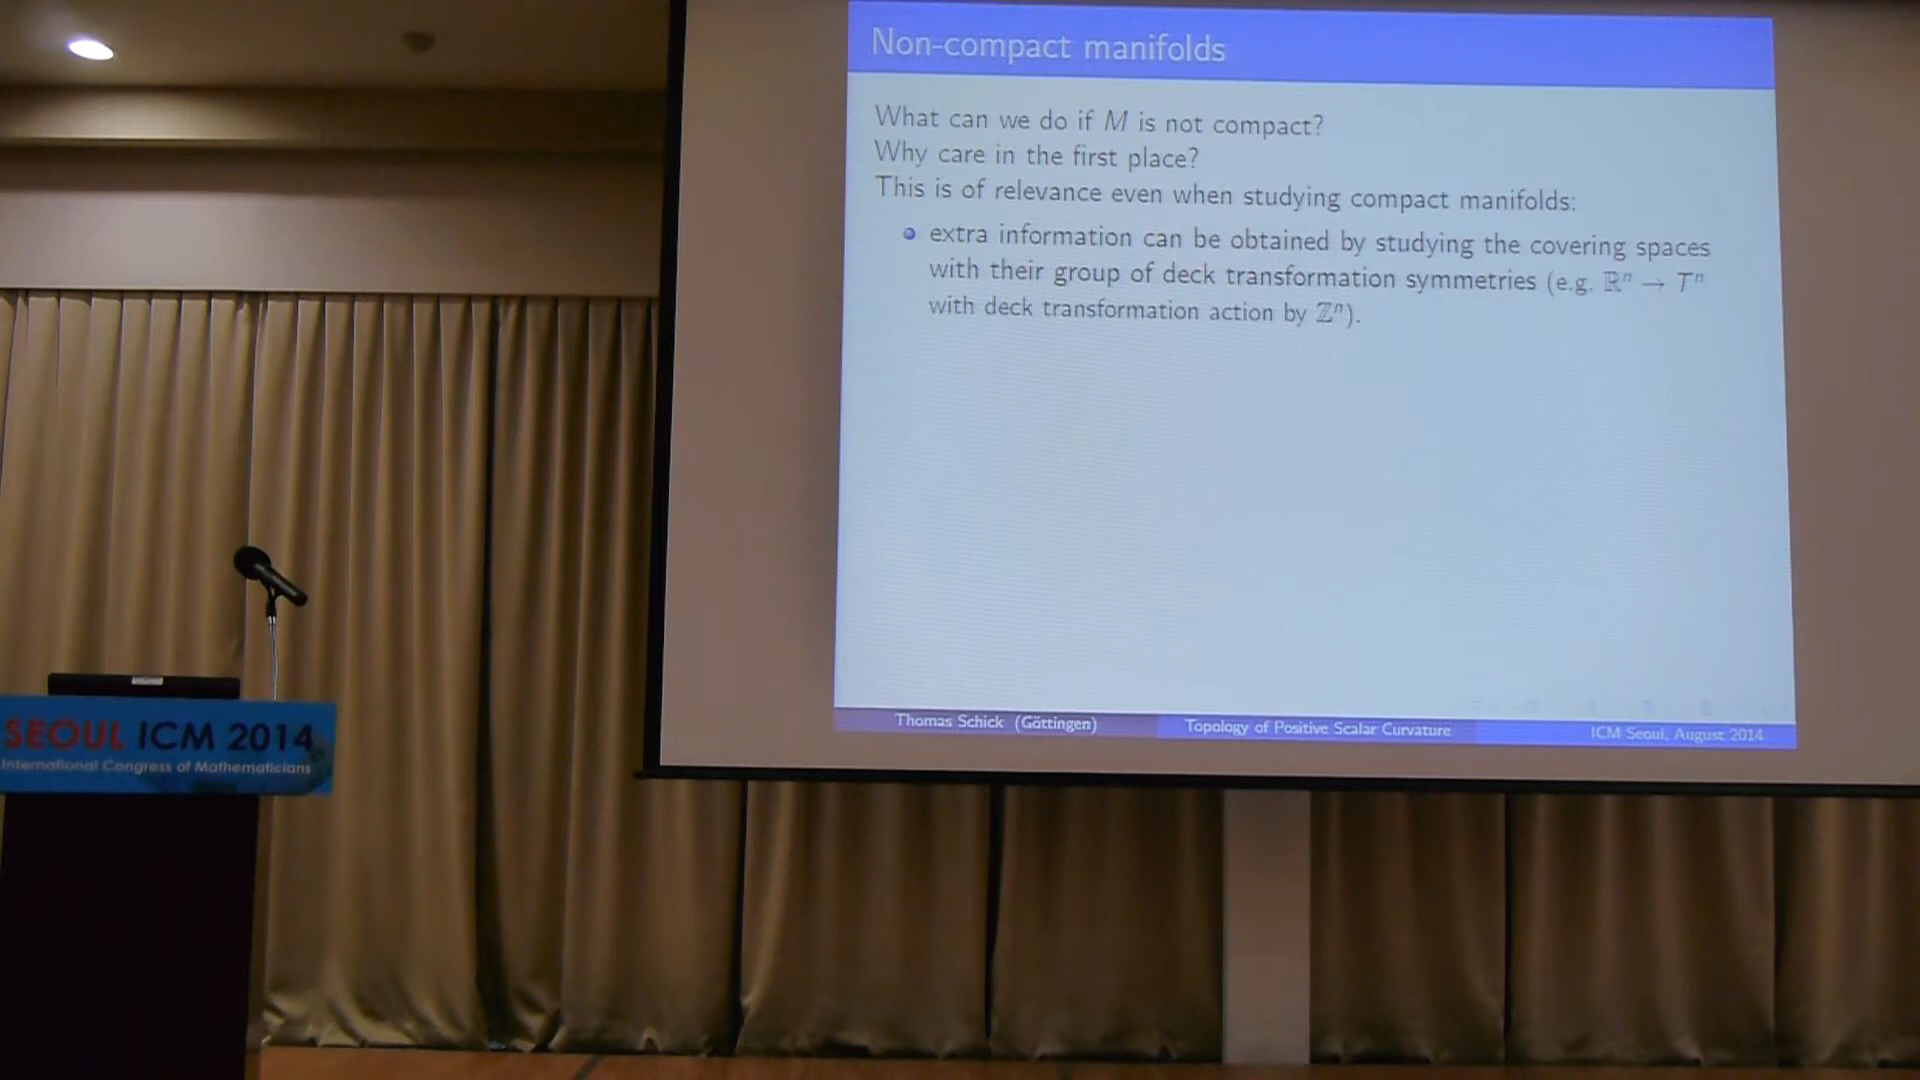 Non-compact manifolds
What can we do if M is not compact?
Why care in the first place?
This is of relevance even when studying compact manifolds:
extra information can be obtained by studying the covering spaces
with their group of deck transformation symmetries (e.g. ℝⁿ → Tⁿ
with deck transformation action by ℤⁿ).
Thomas Schick (Göttingen)
Topology of Positive Scalar Curvature
ICM Seoul, August 2014
SEOUL ICM 2014
International Congress of Mathematicians